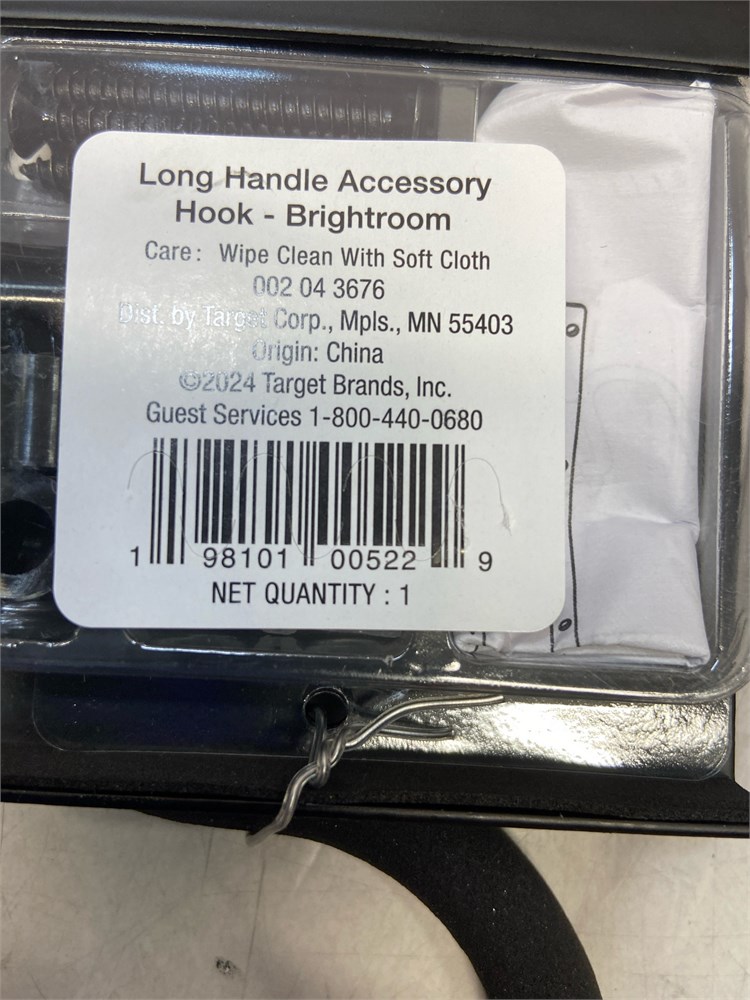 Long Handle Accessory
Hook - Brightroom
Care: Wipe Clean With Soft Cloth
002 04 3676
Dist. by Target Corp., Mpls., MN 55403
Origin: China
©2024 Target Brands, Inc.
Guest Services 1-800-440-0680
1 98101 00522 9
NET QUANTITY : 1